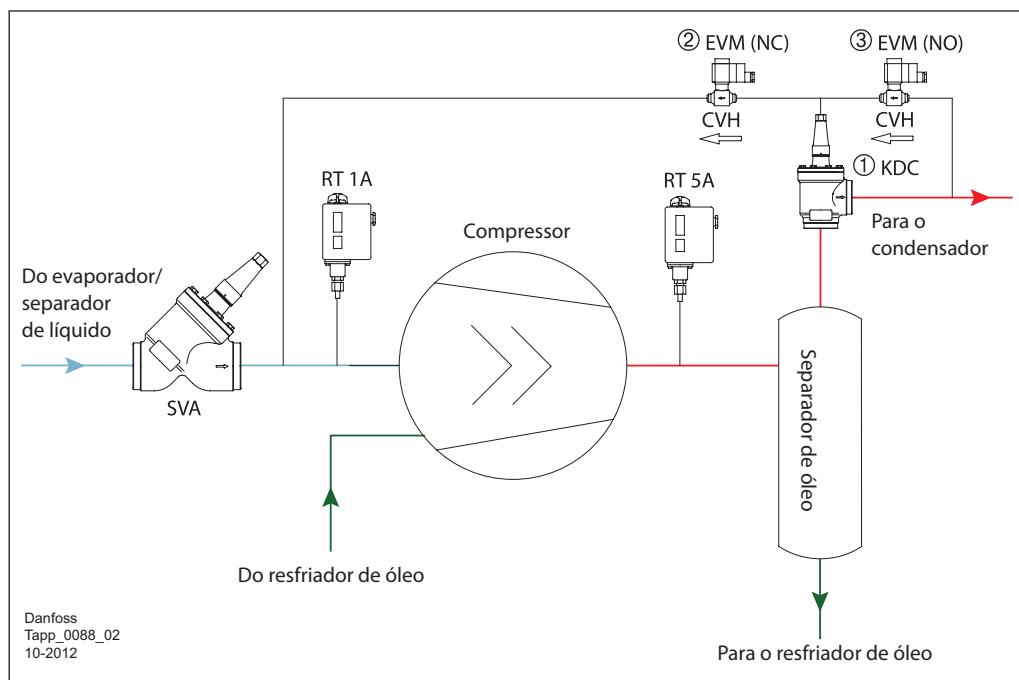 ② EVM (NC)
③ EVM (NO)
CVH
CVH
① KDC
RT 1A
RT 5A
Compressor
Para o
condensador
Do evaporador/
separador
de líquido
SVA
Separador de óleo
Do resfriador de óleo
Para o resfriador de óleo
Danfoss
Tapp_0088_02
10-2012